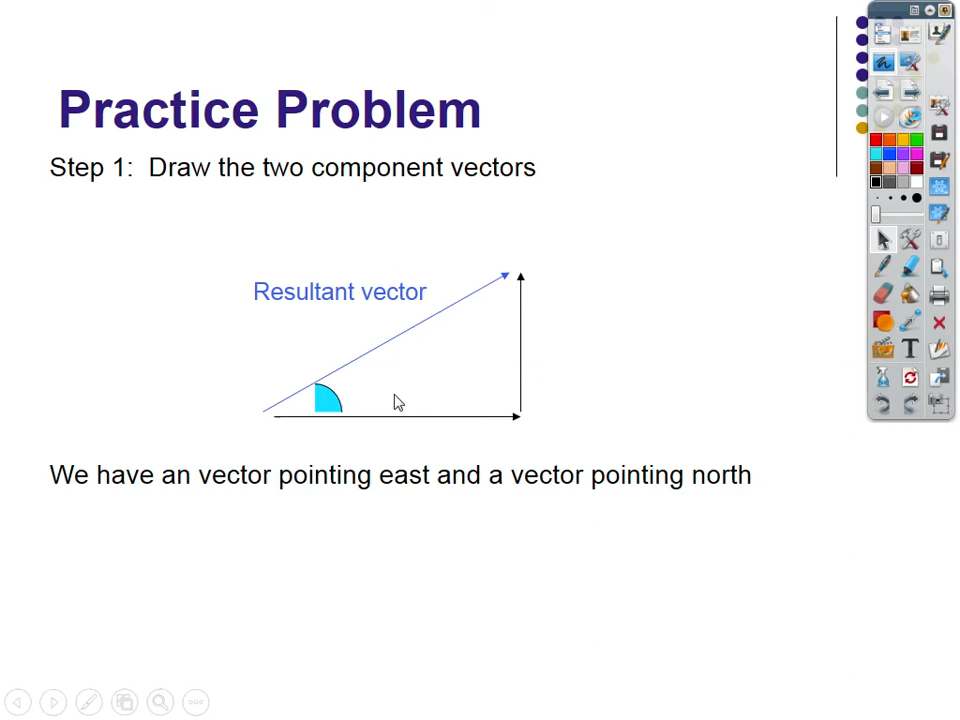 Practice Problem
Step 1: Draw the two component vectors
Resultant vector
We have an vector pointing east and a vector pointing north
T